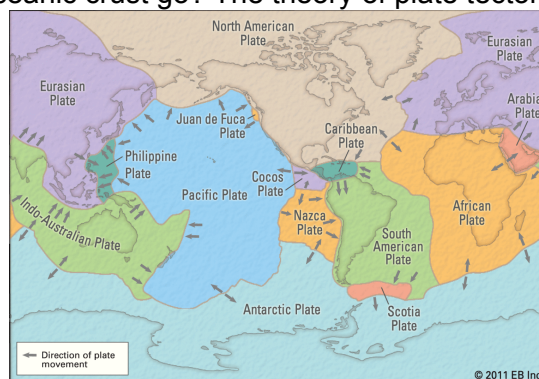 ceanic crust go? The theory of plate tecton
North American
Plate
Eurasian
Plate
Eurasian
Plate
Arabia
Plate
Juan de Fuca
Plate
Caribbean
Plate
Philippine
Plate
Cocos
Plate
Pacific Plate
African
Plate
Nazca
Plate
Indo-Australian Plate
South
American
Plate
Antarctic Plate
Scotia
Plate
Direction of plate
movement
© 2011 EB Inc